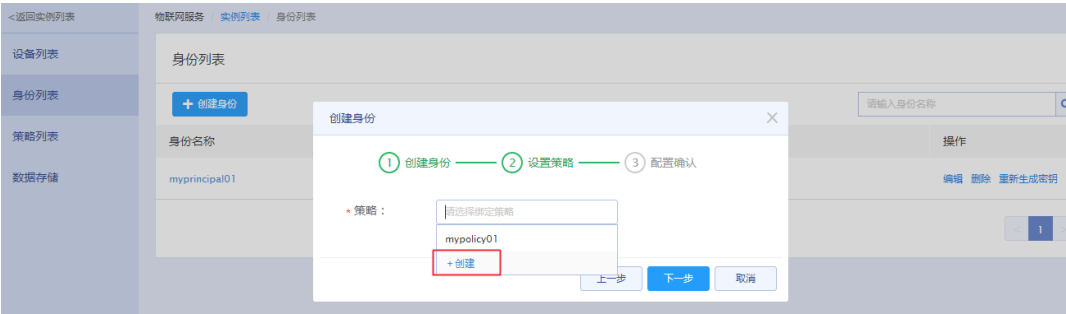 <返回实例列表
物联网服务 | 实例列表 | 身份列表
设备列表
身份列表
策略列表
数据存储
身份列表
+ 创建身份
请输入身份名称
身份名称
操作
myprincipal01
编辑 删除 重新生成密钥
< 1 >
创建身份
1 创建身份 2 设置策略 3 配置确认
* 策略：
请选择绑定策略
mypolicy01
+创建
上一步 下一步 取消